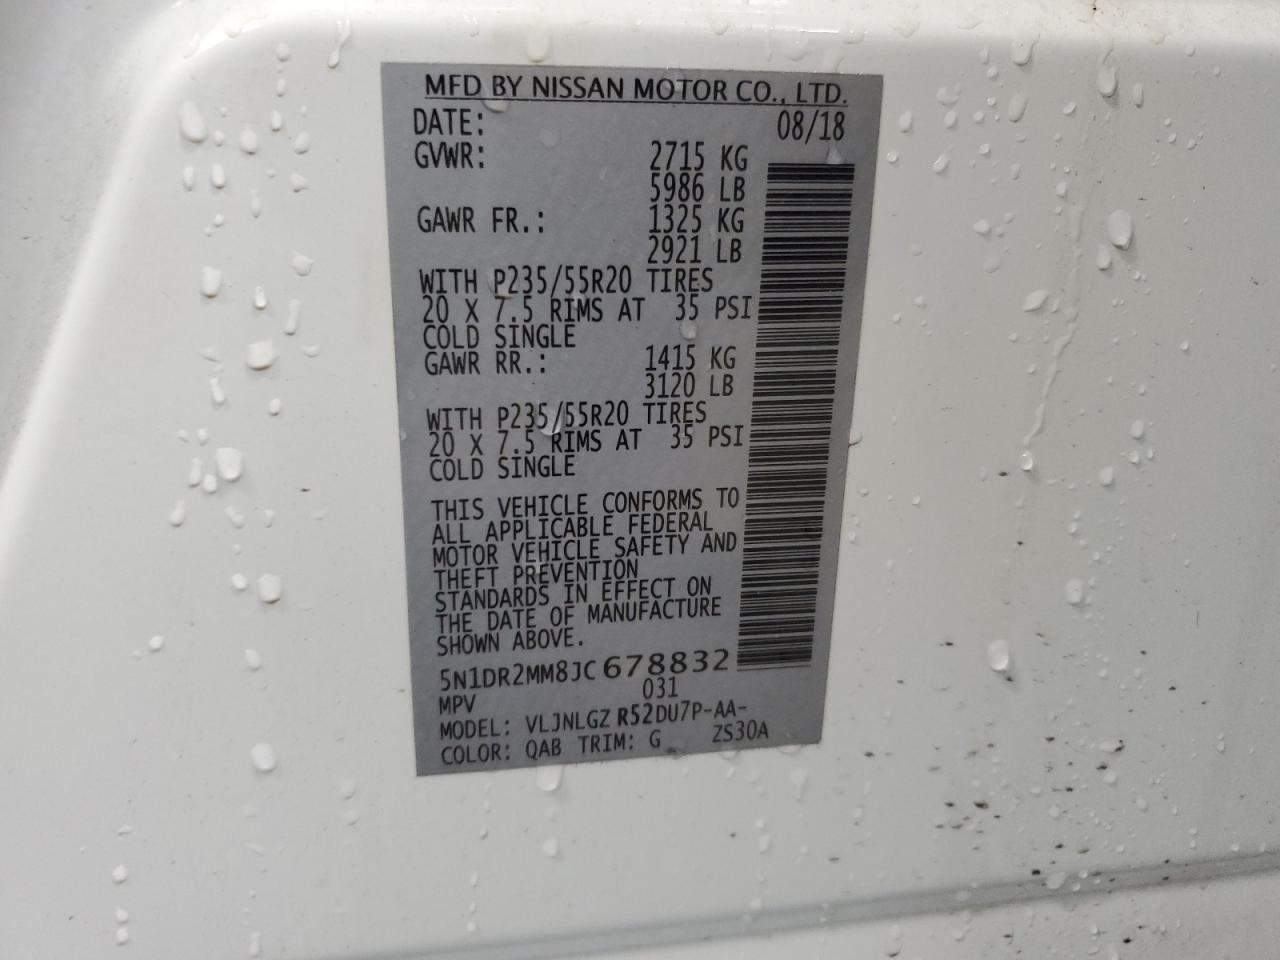 MFD BY NISSAN MOTOR CO., LTD.
DATE: 08/18
GVWR: 2715 KG
5986 LB
GAWR FR.: 1325 KG
2921 LB
WITH P235/55R20 TIRES
20 X 7.5 RIMS AT 35 PSI
COLD SINGLE
GAWR RR.: 1415 KG
3120 LB
WITH P235/55R20 TIRES
20 X 7.5 RIMS AT 35 PSI
COLD SINGLE
THIS VEHICLE CONFORMS TO
ALL APPLICABLE FEDERAL
MOTOR VEHICLE SAFETY AND
THEFT PREVENTION
STANDARDS IN EFFECT ON
THE DATE OF MANUFACTURE
SHOWN ABOVE.
5N1DR2MM8JC678832
MPV 031
MODEL: VLJNLGZ R52DU7P-AA-
COLOR: QAB TRIM: G ZS30A